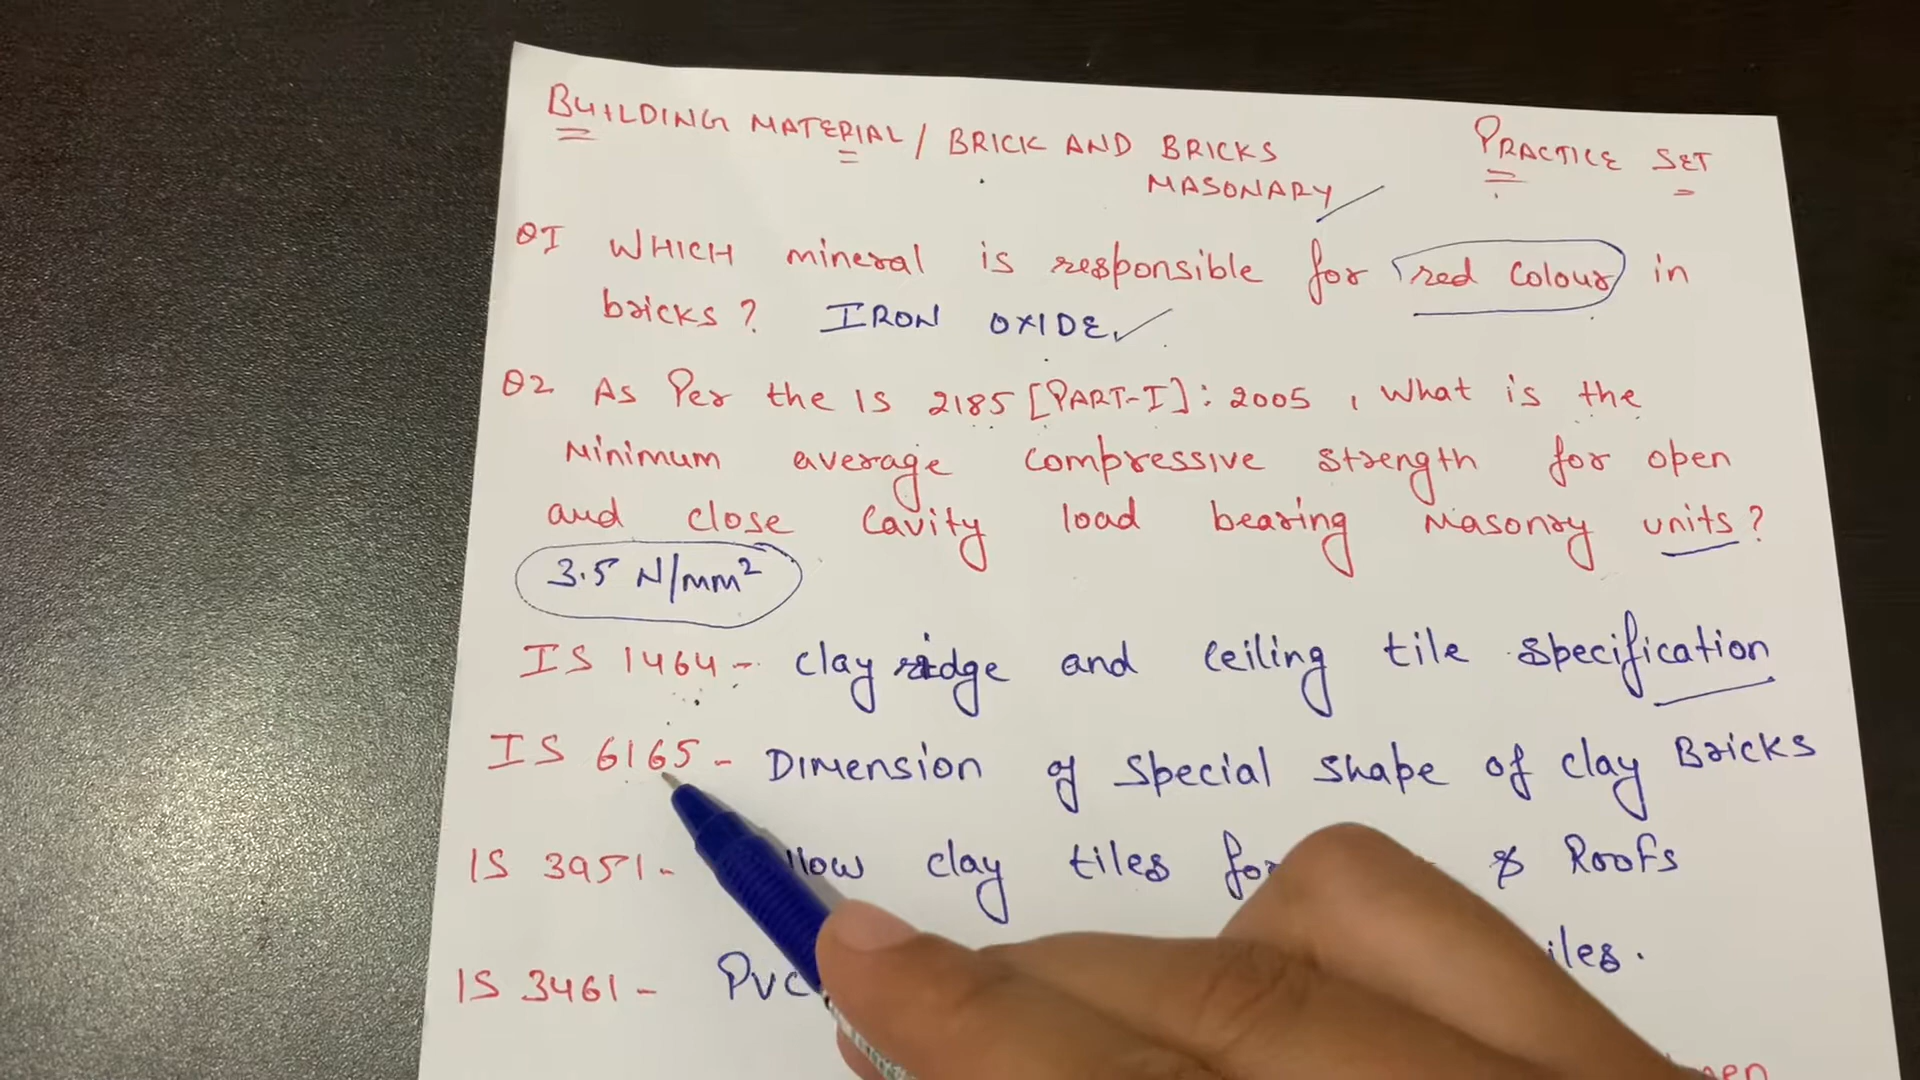 BUILDING MATERIAL / BRICK AND BRICKS
MASONARY
PRACTICE SET
Q1 WHICH mineral is responsible for red colour in
bricks? IRON OXIDE
Q2 As Per the IS 2185 [PART-I]: 2005, What is the
Minimum average compressive strength for open
and close cavity load bearing Masonry units?
3.5 N/mm²
IS 1464 - clay ridge and ceiling tile specification
IS 6165 - Dimension of special shape of clay Bricks
IS 3951 - clay tiles & Roofs
IS 3461 - PVC